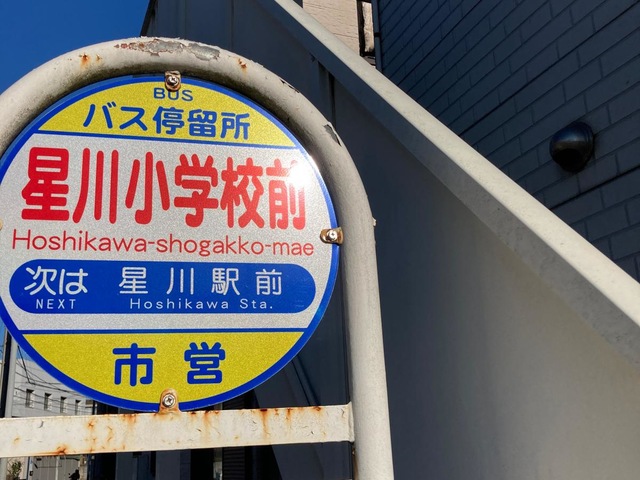 BUS
バス停留所
星川小学校前
Hoshikawa-shogakko-mae
次は 星川駅前
NEXT Hoshikawa Sta.
市営